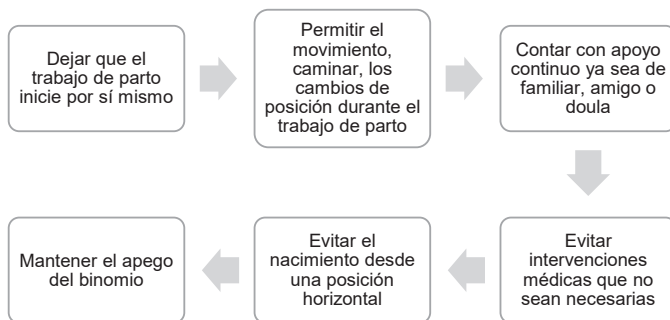 Dejar que el
trabajo de parto
inicie por sí mismo
Permitir el
movimiento,
caminar, los
cambios de
posición durante el
trabajo de parto
Contar con apoyo
continuo ya sea de
familiar, amigo o
doula
Evitar
intervenciones
médicas que no
sean necesarias
Evitar el
nacimiento desde
una posición
horizontal
Mantener el apego
del binomio